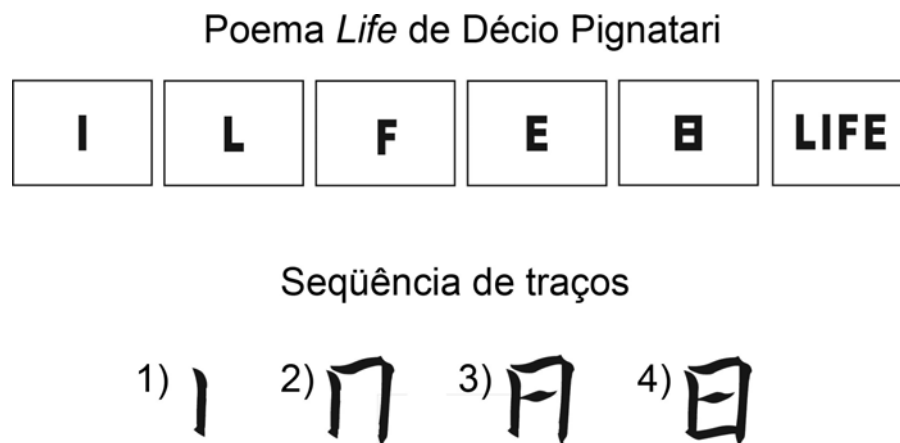 Poema Life de Décio Pignatari
I L F E 日 LIFE
Seqüência de traços
1) 丨 2) 冂 3) 月 4) 日